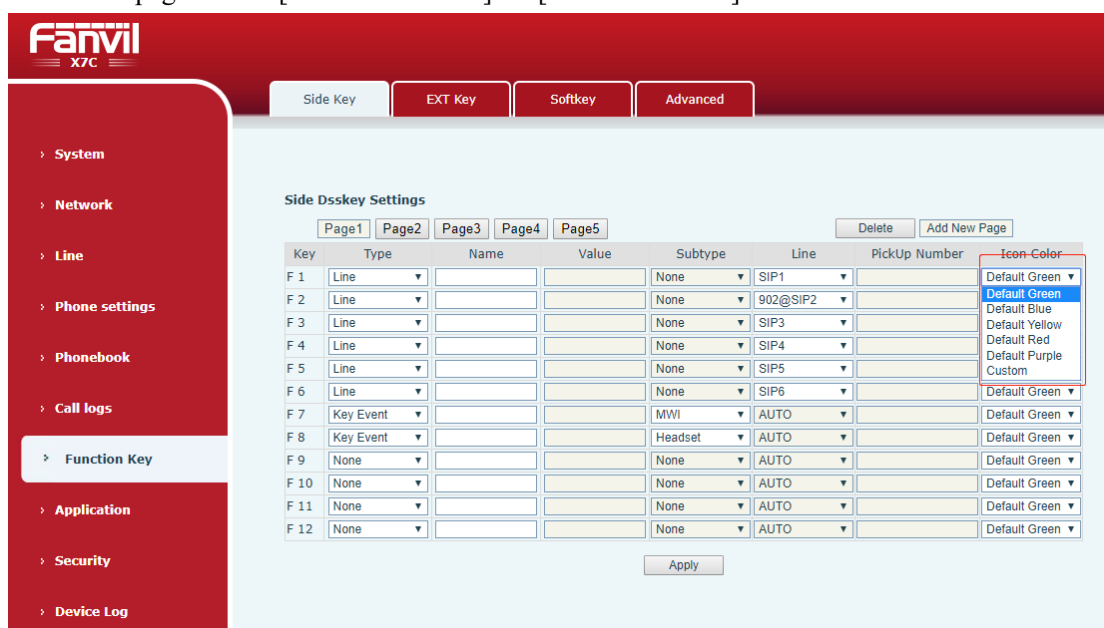 Fanvil
X7C
Side Key EXT Key Softkey Advanced
› System
› Network
› Line
› Phone settings
› Phonebook
› Call logs
› Function Key
› Application
› Security
› Device Log
Side Dsskey Settings
Page1 Page2 Page3 Page4 Page5 Delete Add New Page
Key Type Name Value Subtype Line PickUp Number Icon Color
F 1 Line None SIP1 Default Green
F 2 Line None 902@SIP2
F 3 Line None SIP3
F 4 Line None SIP4
F 5 Line None SIP5
Default Green
Default Blue
Default Yellow
Default Red
Default Purple
Custom
F 6 Line None SIP6 Default Green
F 7 Key Event MWI AUTO Default Green
F 8 Key Event Headset AUTO Default Green
F 9 None None AUTO Default Green
F 10 None None AUTO Default Green
F 11 None None AUTO Default Green
F 12 None None AUTO Default Green
Apply